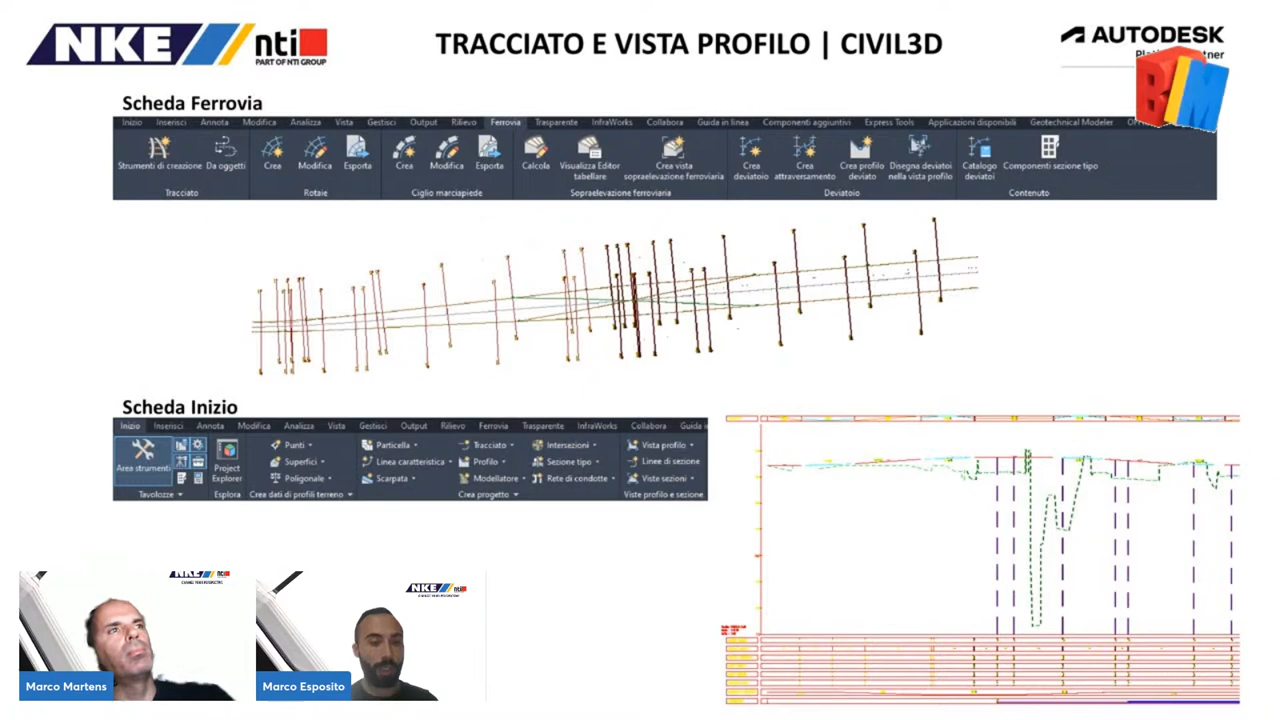 NKE
nti
PART OF NTI GROUP
TRACCIATO E VISTA PROFILO | CIVIL3D
AUTODESK
BIM
Scheda Ferrovia
Inizio Inserisci Annota Modifica Analizza Vista Gestisci Output Rilievo Ferrovia Trasparente InfraWorks Collabora Guida in linea Componenti aggiuntivi Express Tools Applicazioni disponibili Geotechnical Modeler
Strumenti di creazione Da oggetti Crea Modifica Esporta Crea Modifica Esporta Calcola Visualizza Editor tabellare Crea vista sopraelevazione ferroviaria Crea deviatoio Crea attraversamento Crea profilo deviato Disegna deviatoi nella vista profilo Catalogo deviatoi Componenti sezione tipo
Tracciato Rotaie Ciglio marciapiede Sopraelevazione ferroviaria Deviatoio Contenuto
Scheda Inizio
Inizio Inserisci Annota Modifica Analizza Vista Gestisci Output Rilievo Ferrovia Trasparente InfraWorks Collabora Guida
Area strumenti Project Explorer
Punti Particella Tracciato Intersezioni Vista profilo
Superfici Linea caratteristica Profilo Sezione tipo Linee di sezione
Poligonale Scarpata Modellatore Rete di condotte Viste sezioni
Tavolozze Esplora Crea dati di profili terreno Crea progetto Viste profilo e sezione
NKE nti
Marco Martens
NKE nti
Marco Esposito